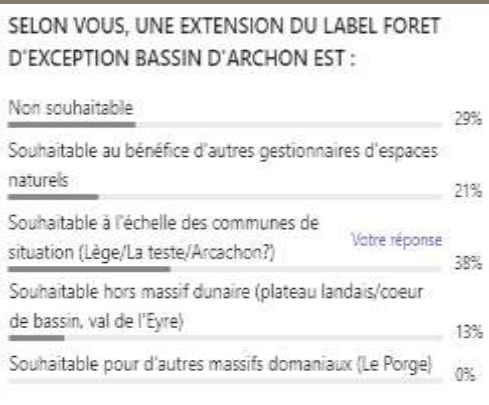 SELON VOUS, UNE EXTENSION DU LABEL FORET
D'EXCEPTION BASSIN D'ARCHON EST :
Non souhaitable
29%
Souhaitable au bénéfice d'autres gestionnaires d'espaces
naturels
21%
Souhaitable à l'échelle des communes de
situation (Lège/La teste/Arcachon?)
Votre réponse
38%
Souhaitable hors massif dunaire (plateau landais/coeur
de bassin, val de l'Eyre)
13%
Souhaitable pour d'autres massifs domaniaux (Le Porge)
0%